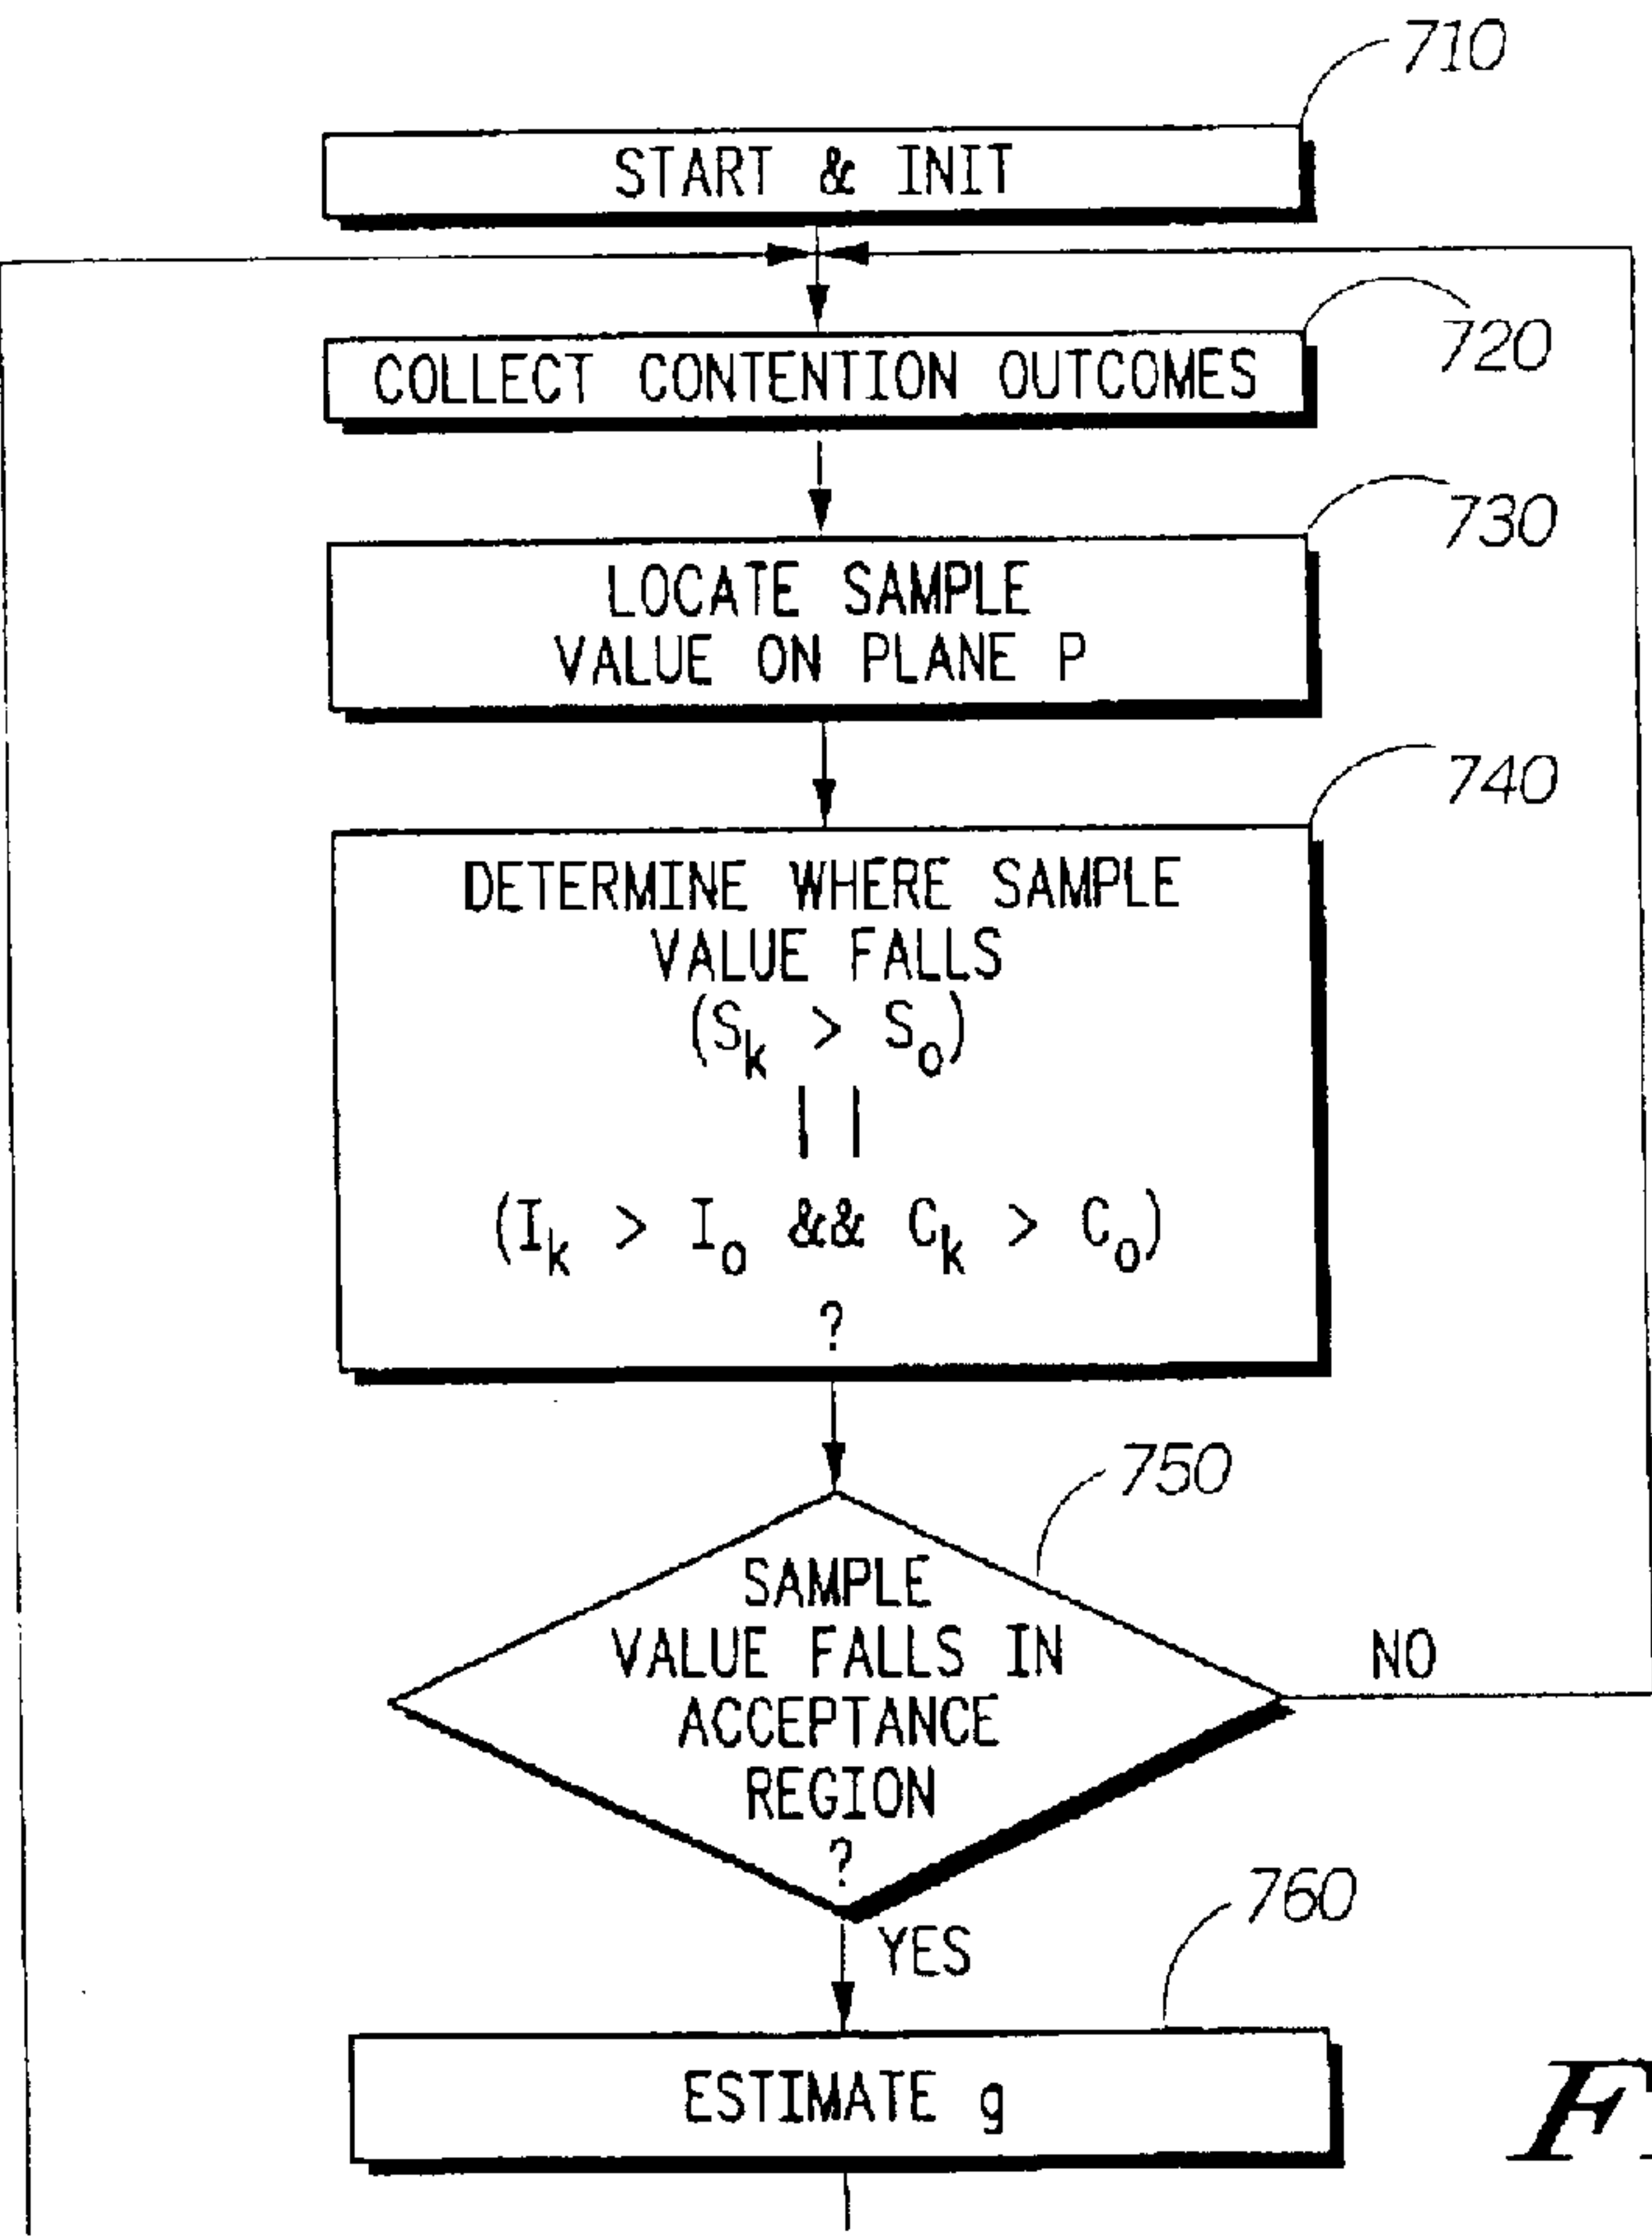 710
START & INIT
720
COLLECT CONTENTION OUTCOMES
730
LOCATE SAMPLE
VALUE ON PLANE P
740
DETERMINE WHERE SAMPLE
VALUE FALLS
(Sk > So)
||
(Ik > Io && Ck > Co)
?
750
SAMPLE
VALUE FALLS IN
ACCEPTANCE
REGION
?
NO
YES
760
ESTIMATE g